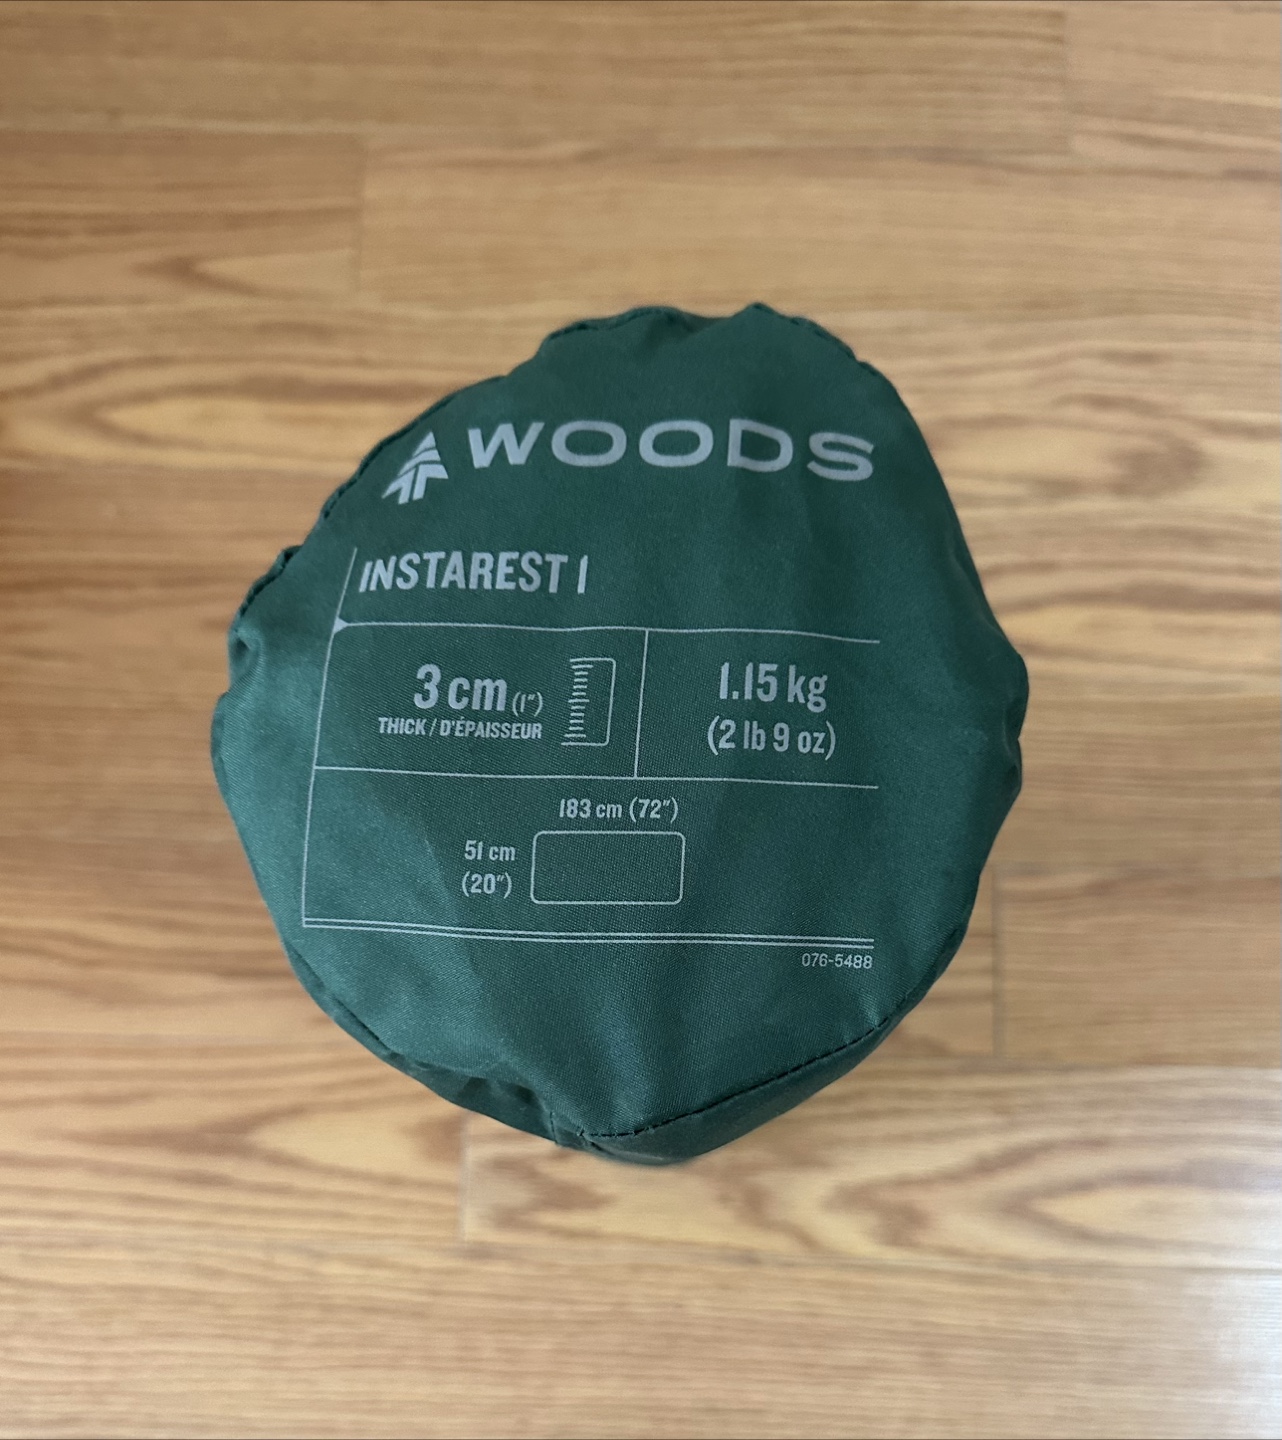 WOODS
INSTAREST 1
3 cm (1")
THICK / D'ÉPAISSEUR
1.15 kg
(2 lb 9 oz)
183 cm (72")
51 cm
(20")
076-5488